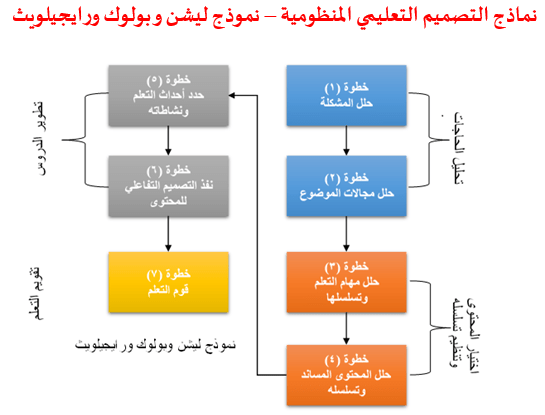 نماذج التصميم التعليمي المنظومية – نموذج ليشن وبولوك ورايجيلويث
خطوة (١)
حلل المشكلة
خطوة (٢)
حلل مجالات الموضوع
تحليل الحاجات
خطوة (٣)
حلل مهام التعلم
وتسلسلها
خطوة (٤)
حلل المحتوى المساند
وتسلسله
اختيار المحتوى
وتنظيم تسلسله
خطوة (٥)
حدد أحداث التعلم
ونشاطاته
خطوة (٦)
نفذ التصميم التفاعلي
للمحتوى
تطوير الدروس
خطوة (٧)
قوم التعلم
تقويم التعلم
نموذج ليشن وبولوك ورايجيلويث